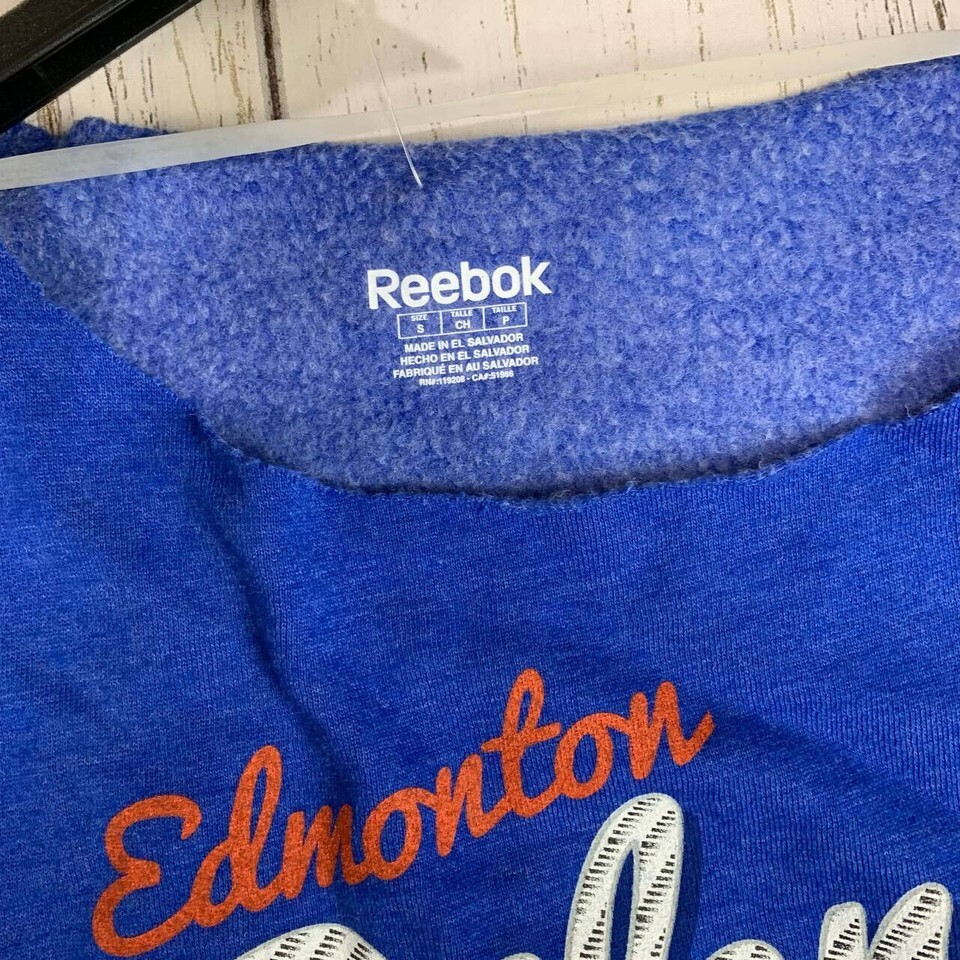 Reebok
SIZE TALLE TAILLE
S CH P
MADE IN EL SALVADOR
HECHO EN EL SALVADOR
FABRIQUÉ EN AU SALVADOR
RN#:119208 - CA#:51988
Edmonton